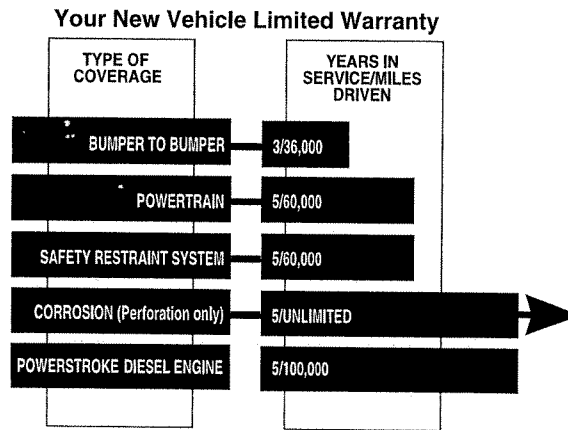 Your New Vehicle Limited Warranty
TYPE OF
COVERAGE
YEARS IN
SERVICE/MILES
DRIVEN
BUMPER TO BUMPER
3/36,000
POWERTRAIN
5/60,000
SAFETY RESTRAINT SYSTEM
5/60,000
CORROSION (Perforation only)
5/UNLIMITED
POWERSTROKE DIESEL ENGINE
5/100,000